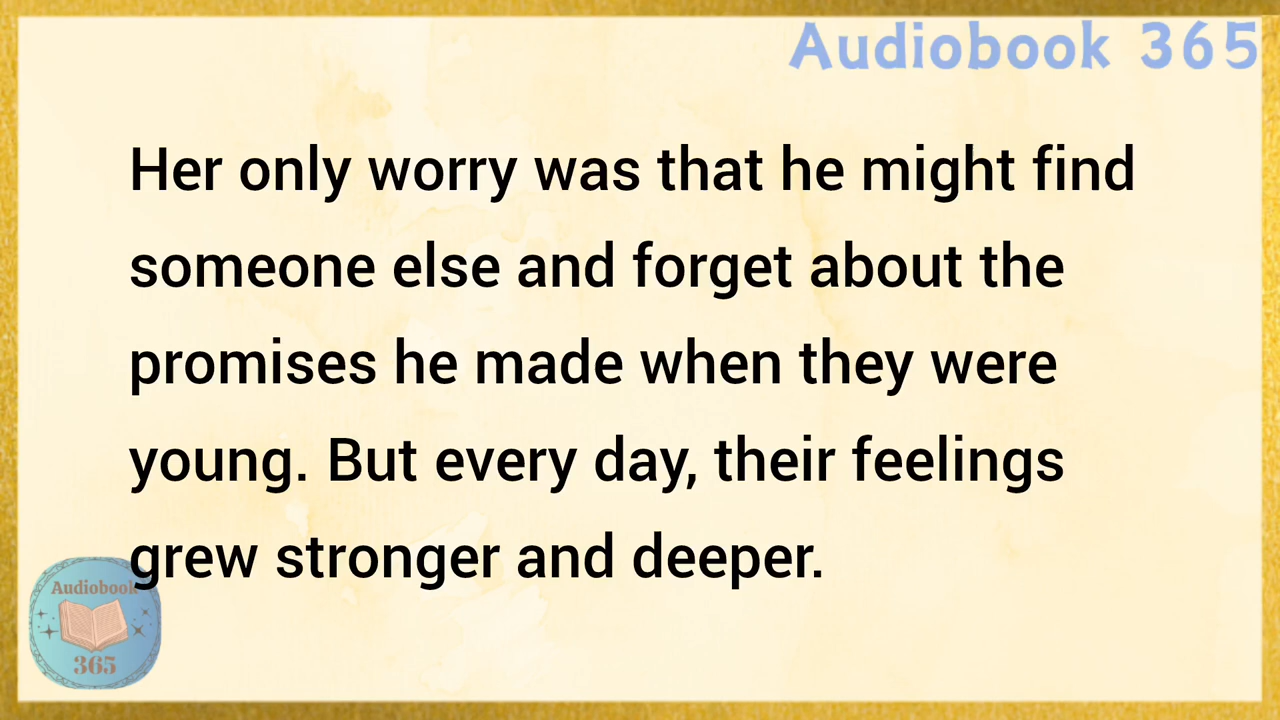 Audiobook 365
Her only worry was that he might find
someone else and forget about the
promises he made when they were
young. But every day, their feelings
grew stronger and deeper.
Audiobook
365